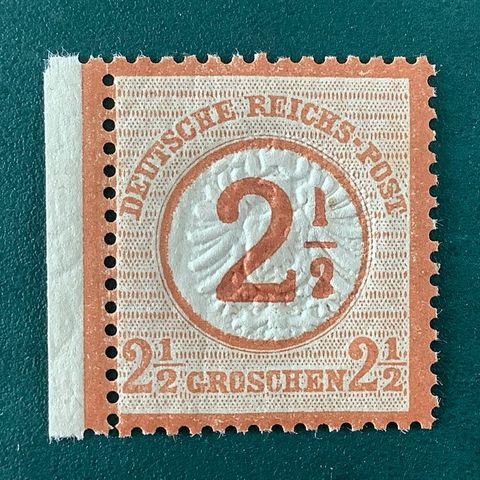 DEUTSCHE REICHS-POST
2 1/2
2 1/2 GROSCHEN 2 1/2